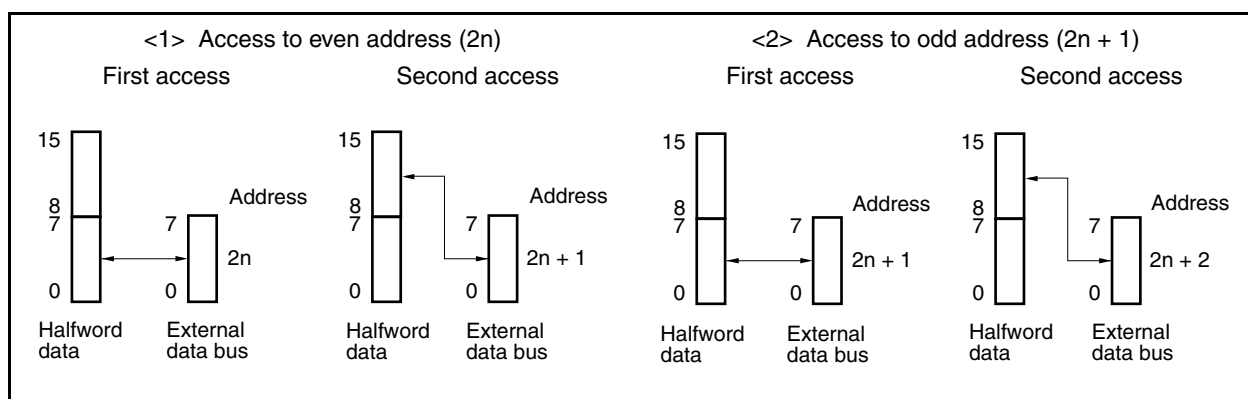 <1> Access to even address (2n)
First access
15
8
7
0
Halfword
data
7
0
External
data bus
Address
2n
Second access
15
8
7
0
Halfword
data
7
0
External
data bus
Address
2n + 1
<2> Access to odd address (2n + 1)
First access
15
8
7
0
Halfword
data
7
0
External
data bus
Address
2n + 1
Second access
15
8
7
0
Halfword
data
7
0
External
data bus
Address
2n + 2